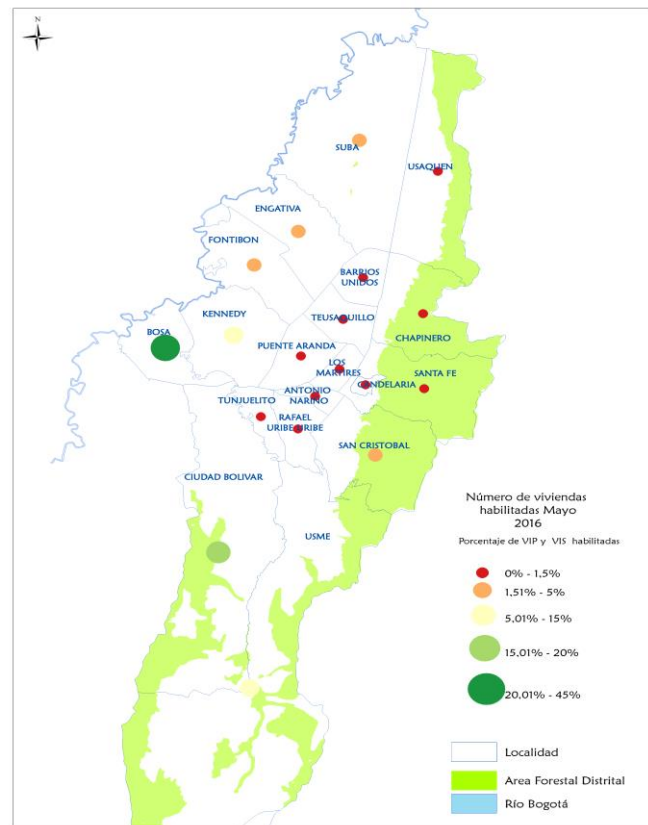 N
SUBA
USAQUEN
ENGATIVA
FONTIBON
BARRIOS
UNIDOS
KENNEDY
TEUSAQUILLO
BOSA
CHAPINERO
PUENTE ARANDA
LOS
MARTIRES
SANTA FE
CANDELARIA
ANTONIO
NARIÑO
TUNJUELITO
RAFAEL
URIBE URIBE
SAN CRISTOBAL
CIUDAD BOLIVAR
USME
Número de viviendas
habilitadas Mayo
2016
Porcentaje de VIP y VIS habilitadas
0% - 1,5%
1,51% - 5%
5,01% - 15%
15,01% - 20%
20,01% - 45%
Localidad
Area Forestal Distrital
Río Bogotá